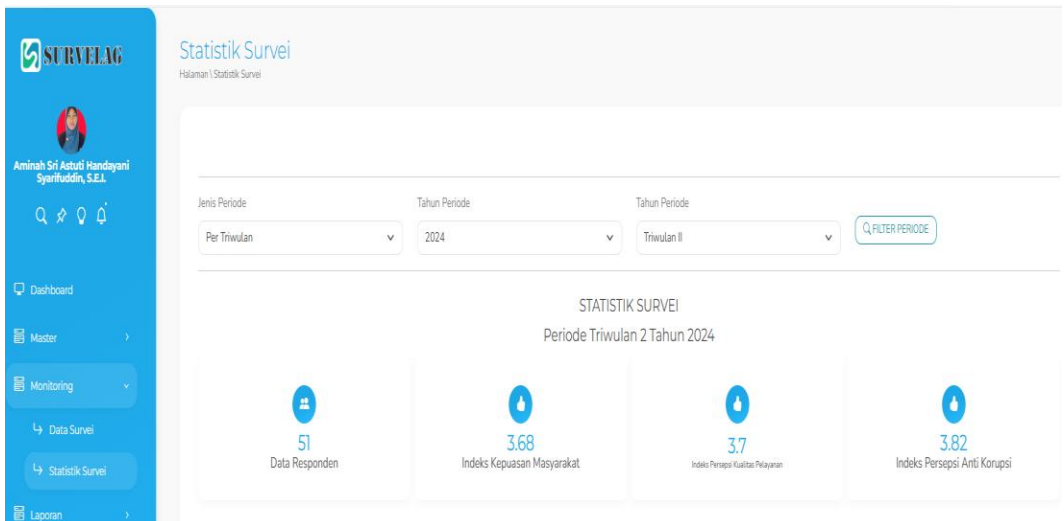 SURVELAG
Aminah Sri Astuti Handayani
Syarifuddin, S.E.I.
Dashboard
Master
Monitoring
Data Survei
Statistik Survei
Laporan
Statistik Survei
Halaman \ Statistik Survei
Jenis Periode
Tahun Periode
Tahun Periode
Per Triwulan
2024
Triwulan II
FILTER PERIODE
STATISTIK SURVEI
Periode Triwulan 2 Tahun 2024
51
Data Responden
3.68
Indeks Kepuasan Masyarakat
3.7
Indeks Persepsi Kualitas Pelayanan
3.82
Indeks Persepsi Anti Korupsi